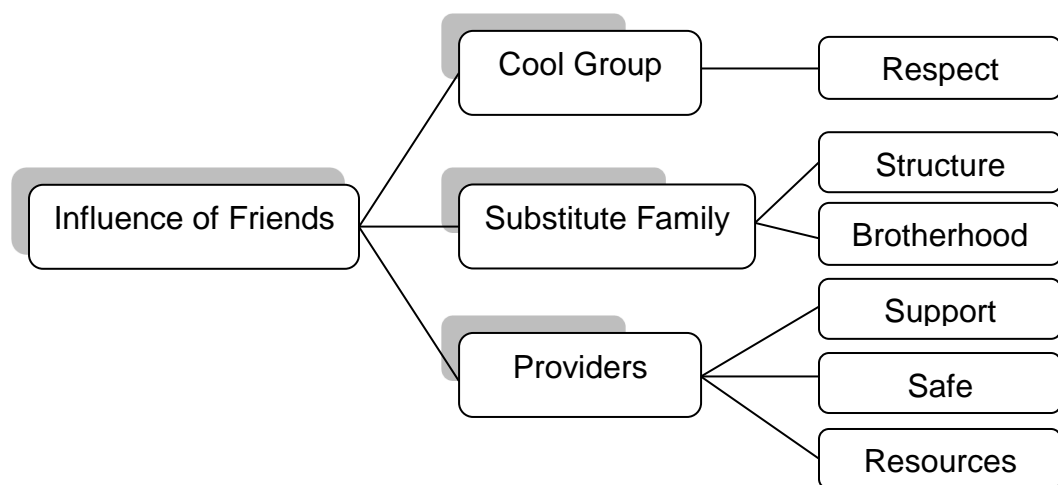 Influence of Friends
Cool Group
Respect
Substitute Family
Structure
Brotherhood
Providers
Support
Safe
Resources